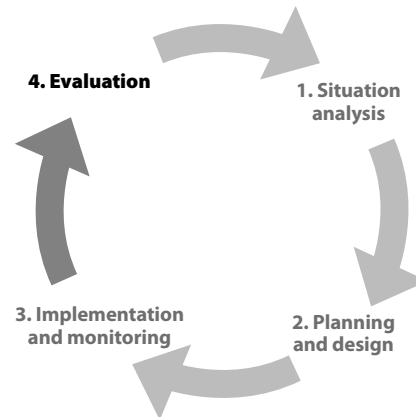 4. Evaluation
1. Situation
analysis
2. Planning
and design
3. Implementation
and monitoring